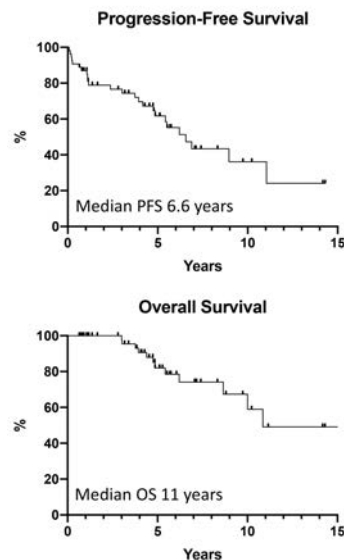 Progression-Free Survival
100
80
60
40
20
0
%
Median PFS 6.6 years
0 5 10 15
Years
Overall Survival
100
80
60
40
20
0
%
Median OS 11 years
0 5 10 15
Years